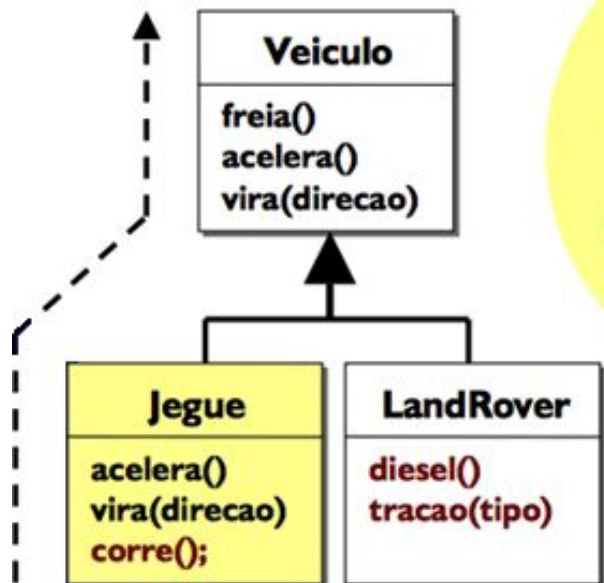 Veiculo
freia()
acelera()
vira(direcao)
Jegue
acelera()
vira(direcao)
corre();
LandRover
diesel()
tracao(tipo)